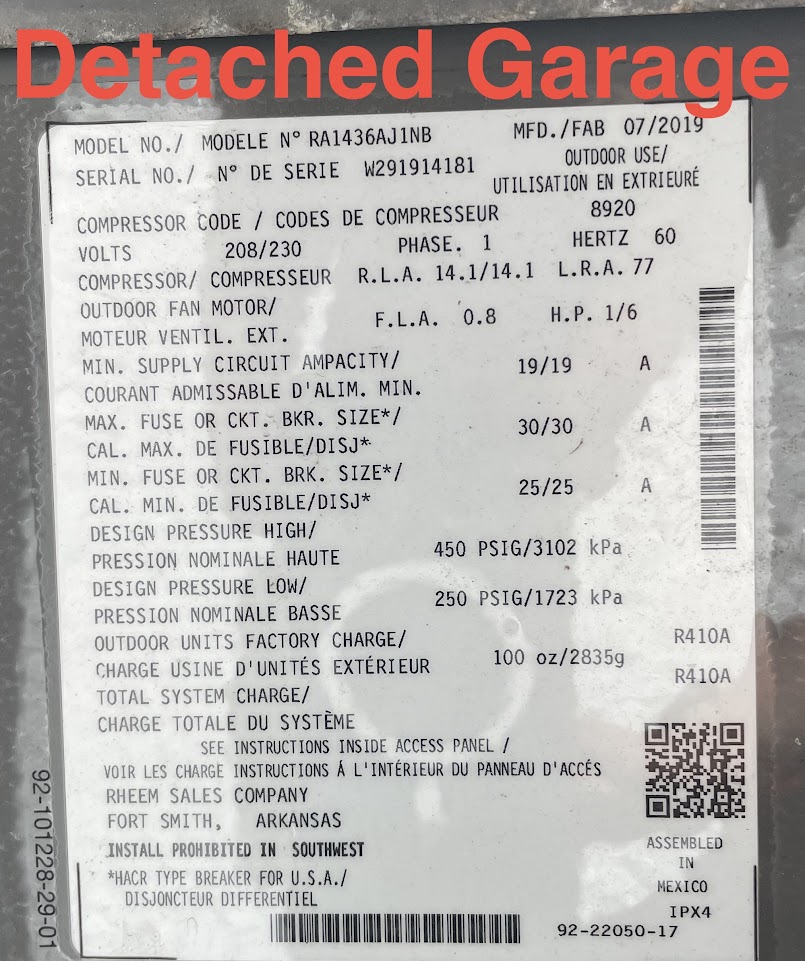 Detached Garage
MODEL NO./ MODELE N° RA1436AJ1NB MFD./FAB 07/2019
SERIAL NO./ N° DE SERIE W291914181 OUTDOOR USE/
UTILISATION EN EXTRIEURÉ
COMPRESSOR CODE / CODES DE COMPRESSEUR 8920
VOLTS 208/230 PHASE. 1 HERTZ 60
COMPRESSOR/ COMPRESSEUR R.L.A. 14.1/14.1 L.R.A. 77
OUTDOOR FAN MOTOR/
MOTEUR VENTIL. EXT. F.L.A. 0.8 H.P. 1/6
MIN. SUPPLY CIRCUIT AMPACITY/ 19/19 A
COURANT ADMISSABLE D'ALIM. MIN.
MAX. FUSE OR CKT. BKR. SIZE*/ 30/30 A
CAL. MAX. DE FUSIBLE/DISJ*
MIN. FUSE OR CKT. BRK. SIZE*/ 25/25 A
CAL. MIN. DE FUSIBLE/DISJ*
DESIGN PRESSURE HIGH/
PRESSION NOMINALE HAUTE 450 PSIG/3102 kPa
DESIGN PRESSURE LOW/
PRESSION NOMINALE BASSE 250 PSIG/1723 kPa
OUTDOOR UNITS FACTORY CHARGE/ R410A
CHARGE USINE D'UNITÉS EXTÉRIEUR 100 oz/2835g R410A
TOTAL SYSTEM CHARGE/
CHARGE TOTALE DU SYSTÈME
SEE INSTRUCTIONS INSIDE ACCESS PANEL /
VOIR LES CHARGE INSTRUCTIONS Á L'INTÉRIEUR DU PANNEAU D'ACCÉS
RHEEM SALES COMPANY
FORT SMITH, ARKANSAS
INSTALL PROHIBITED IN SOUTHWEST
*HACR TYPE BREAKER FOR U.S.A./
DISJONCTEUR DIFFERENTIEL
ASSEMBLED
IN
MEXICO
IPX4
92-22050-17
92-101228-29-01